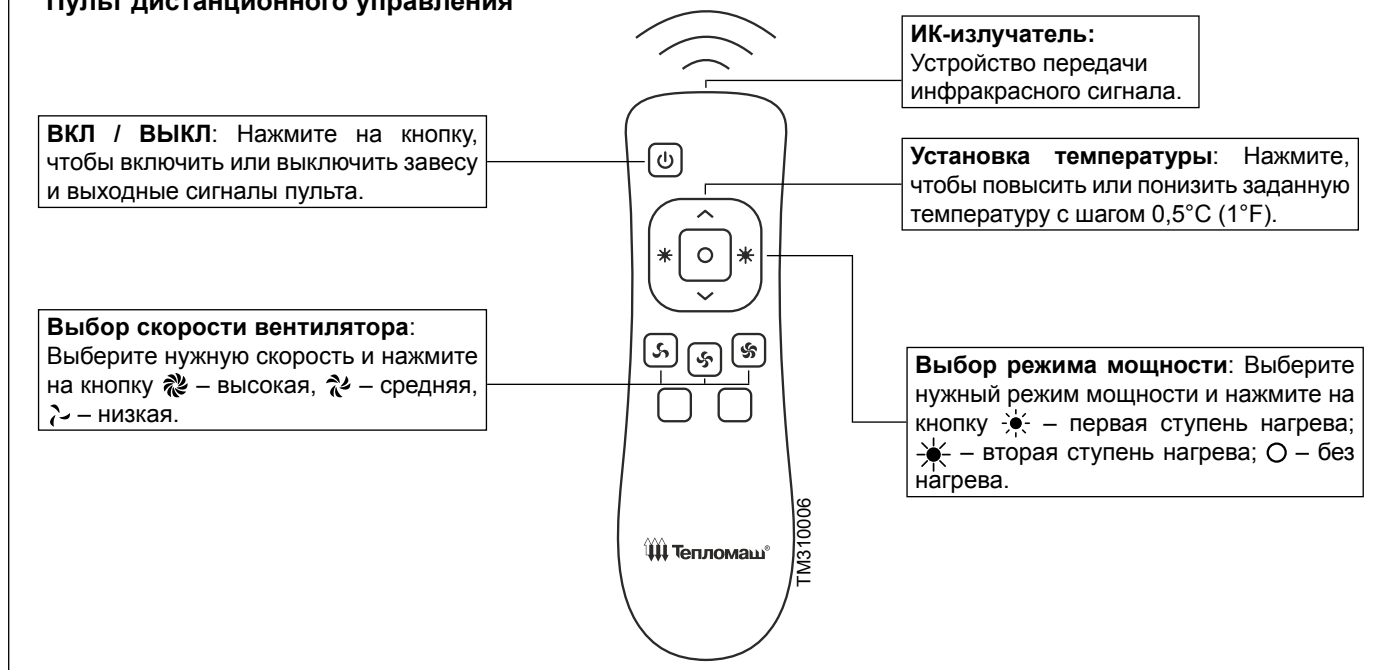 Пульт дистанционного управления
ИК-излучатель:
Устройство передачи
инфракрасного сигнала.
ВКЛ / ВЫКЛ: Нажмите на кнопку,
чтобы включить или выключить завесу
и выходные сигналы пульта.
Установка температуры: Нажмите,
чтобы повысить или понизить заданную
температуру с шагом 0,5°C (1°F).
Выбор скорости вентилятора:
Выберите нужную скорость и нажмите
на кнопку – высокая, – средняя,
– низкая.
Выбор режима мощности: Выберите
нужный режим мощности и нажмите на
кнопку – первая ступень нагрева;
– вторая ступень нагрева; – без
нагрева.
Тепломаш®
TM310006